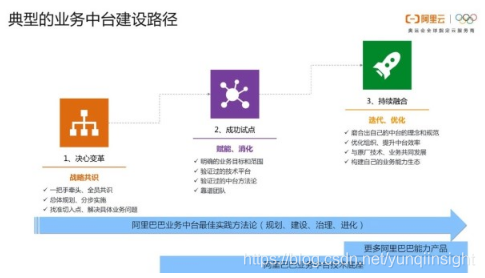 典型的业务中台建设路径
阿里云
奥运会全球指定云服务商
3、持续融合
迭代、优化
磨合出自己的中台的理念和规范
优化组织、提升中台效率
与原厂技术、业务共同发展
构建自己的业务能力生态
2、成功试点
赋能、消化
明确的业务目标和范围
验证过的技术平台
验证过的中台方法论
靠谱团队
1、决心变革
战略共识
一把手牵头、全员共识
总体规划、分步实施
找准切入点、解决具体业务问题
阿里巴巴业务中台最佳实践方法论（规划、建设、治理、进化）
更多阿里巴巴能力产品
阿里巴巴业务中台技术底座
https://blog.csdn.net/yunqiinsight